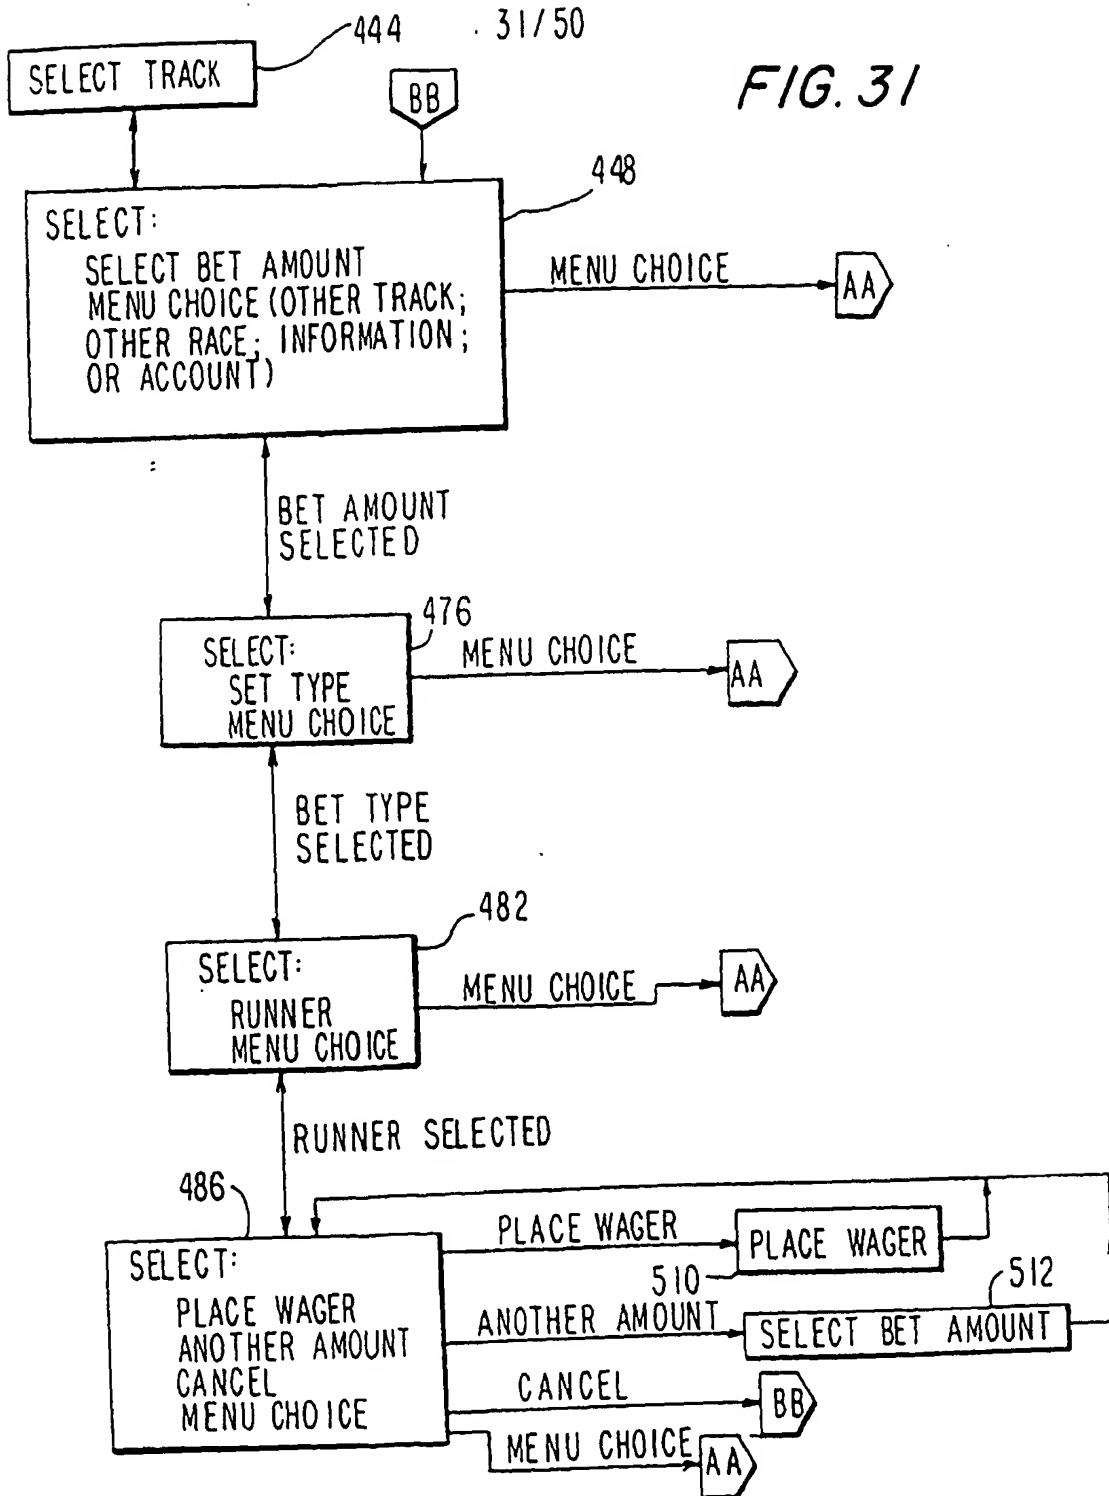 444
31/50
FIG. 31
SELECT TRACK
BB
448
SELECT:
SELECT BET AMOUNT
MENU CHOICE (OTHER TRACK;
OTHER RACE; INFORMATION;
OR ACCOUNT)
MENU CHOICE
AA
BET AMOUNT
SELECTED
476
SELECT:
SET TYPE
MENU CHOICE
MENU CHOICE
AA
BET TYPE
SELECTED
482
SELECT:
RUNNER
MENU CHOICE
MENU CHOICE
AA
RUNNER SELECTED
486
SELECT:
PLACE WAGER
ANOTHER AMOUNT
CANCEL
MENU CHOICE
PLACE WAGER
PLACE WAGER
510
512
ANOTHER AMOUNT
SELECT BET AMOUNT
CANCEL
BB
MENU CHOICE
AA